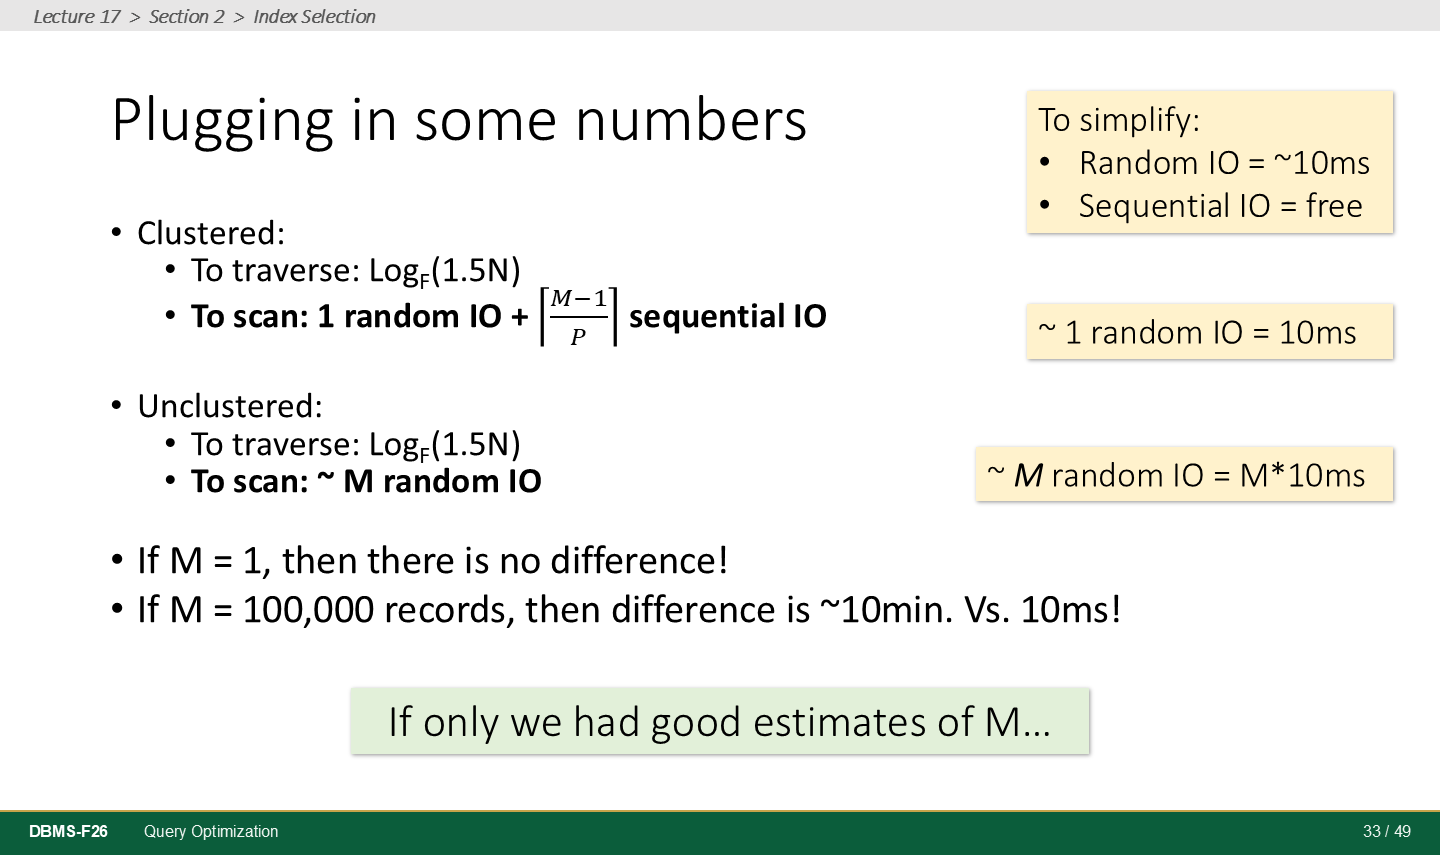 Lecture 17 > Section 2 > Index Selection
Plugging in some numbers
To simplify:
• Random IO = ~10ms
• Sequential IO = free
• Clustered:
• To traverse: Log_F(1.5N)
• To scan: 1 random IO + ⌈(M−1)/P⌉ sequential IO
~ 1 random IO = 10ms
• Unclustered:
• To traverse: Log_F(1.5N)
• To scan: ~ M random IO
~ M random IO = M*10ms
• If M = 1, then there is no difference!
• If M = 100,000 records, then difference is ~10min. Vs. 10ms!
If only we had good estimates of M…
DBMS-F26 Query Optimization 33 / 49